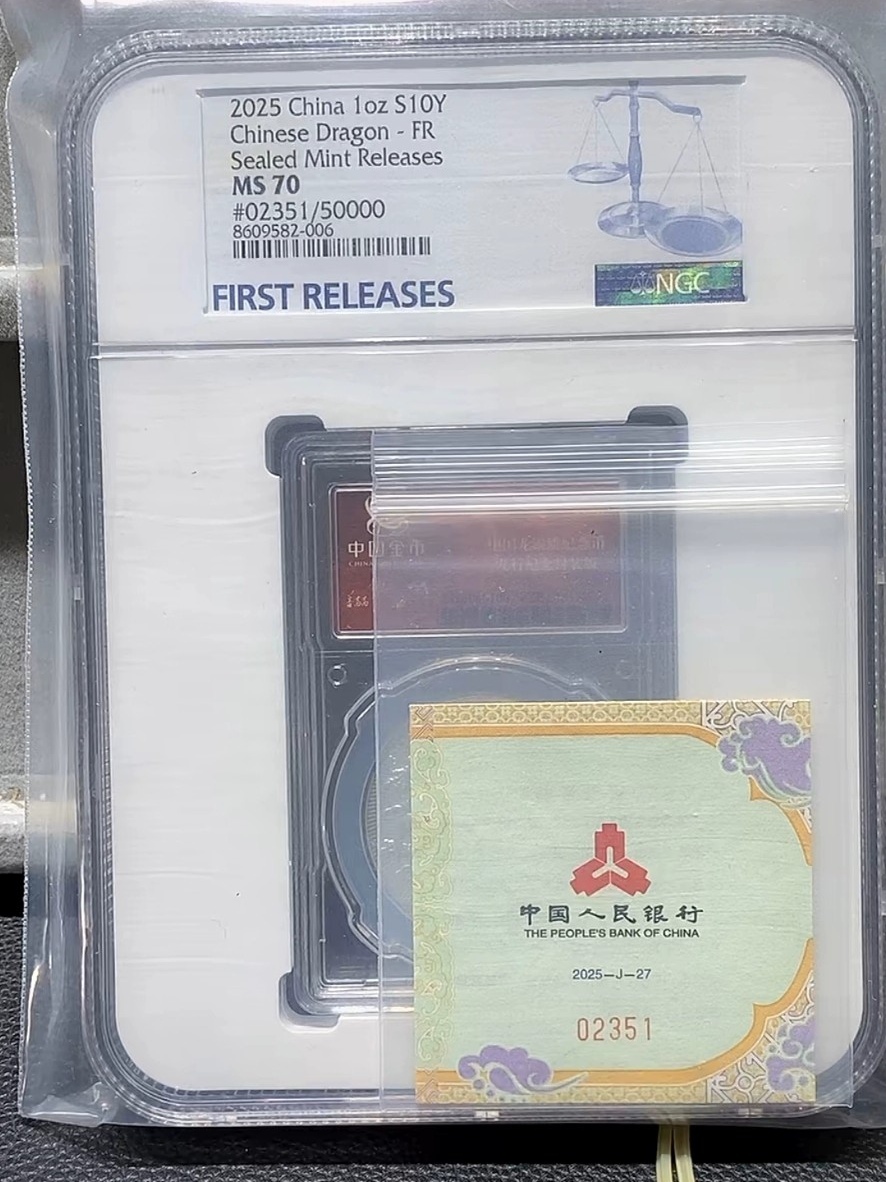 2025 China 1oz S10Y
Chinese Dragon - FR
Sealed Mint Releases
MS 70
#02351/50000
8609582-006
FIRST RELEASES
NGC
中国金币
中国人民银行
THE PEOPLE'S BANK OF CHINA
2025-J-27
02351